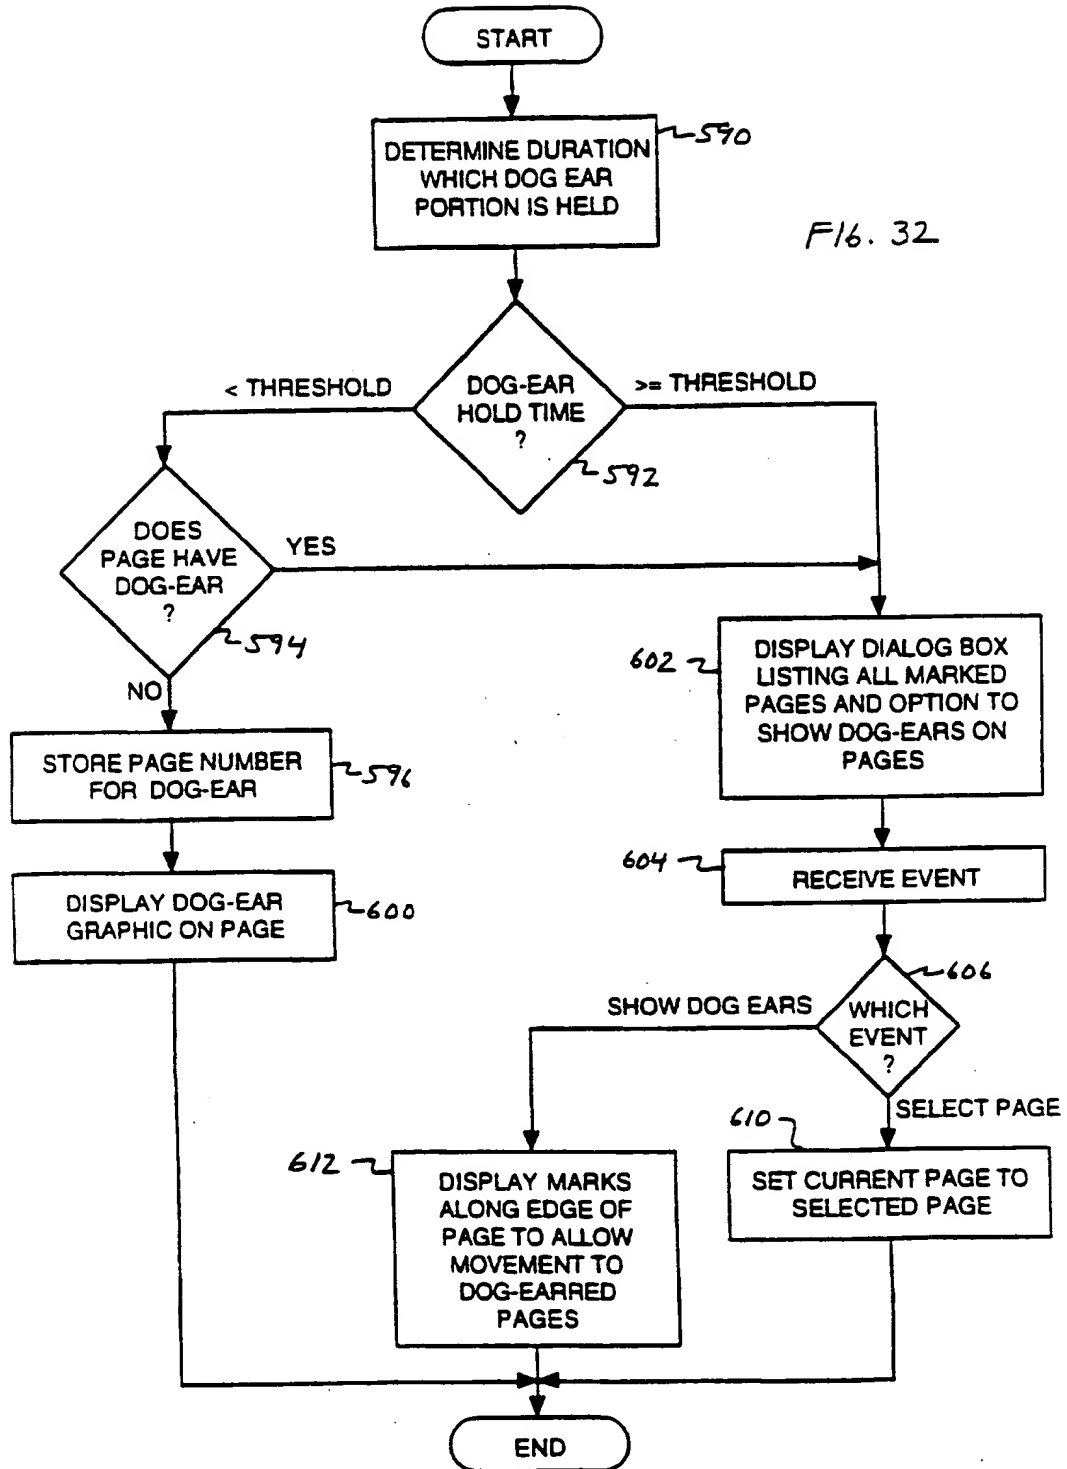 START
DETERMINE DURATION
WHICH DOG EAR
PORTION IS HELD
590
FIG. 32
< THRESHOLD
DOG-EAR
HOLD TIME
?
>= THRESHOLD
592
DOES
PAGE HAVE
DOG-EAR
?
YES
594
NO
602
DISPLAY DIALOG BOX
LISTING ALL MARKED
PAGES AND OPTION TO
SHOW DOG-EARS ON
PAGES
STORE PAGE NUMBER
FOR DOG-EAR
596
604
RECEIVE EVENT
DISPLAY DOG-EAR
GRAPHIC ON PAGE
600
606
SHOW DOG EARS
WHICH
EVENT
?
SELECT PAGE
610
612
DISPLAY MARKS
ALONG EDGE OF
PAGE TO ALLOW
MOVEMENT TO
DOG-EARRED
PAGES
SET CURRENT PAGE TO
SELECTED PAGE
END